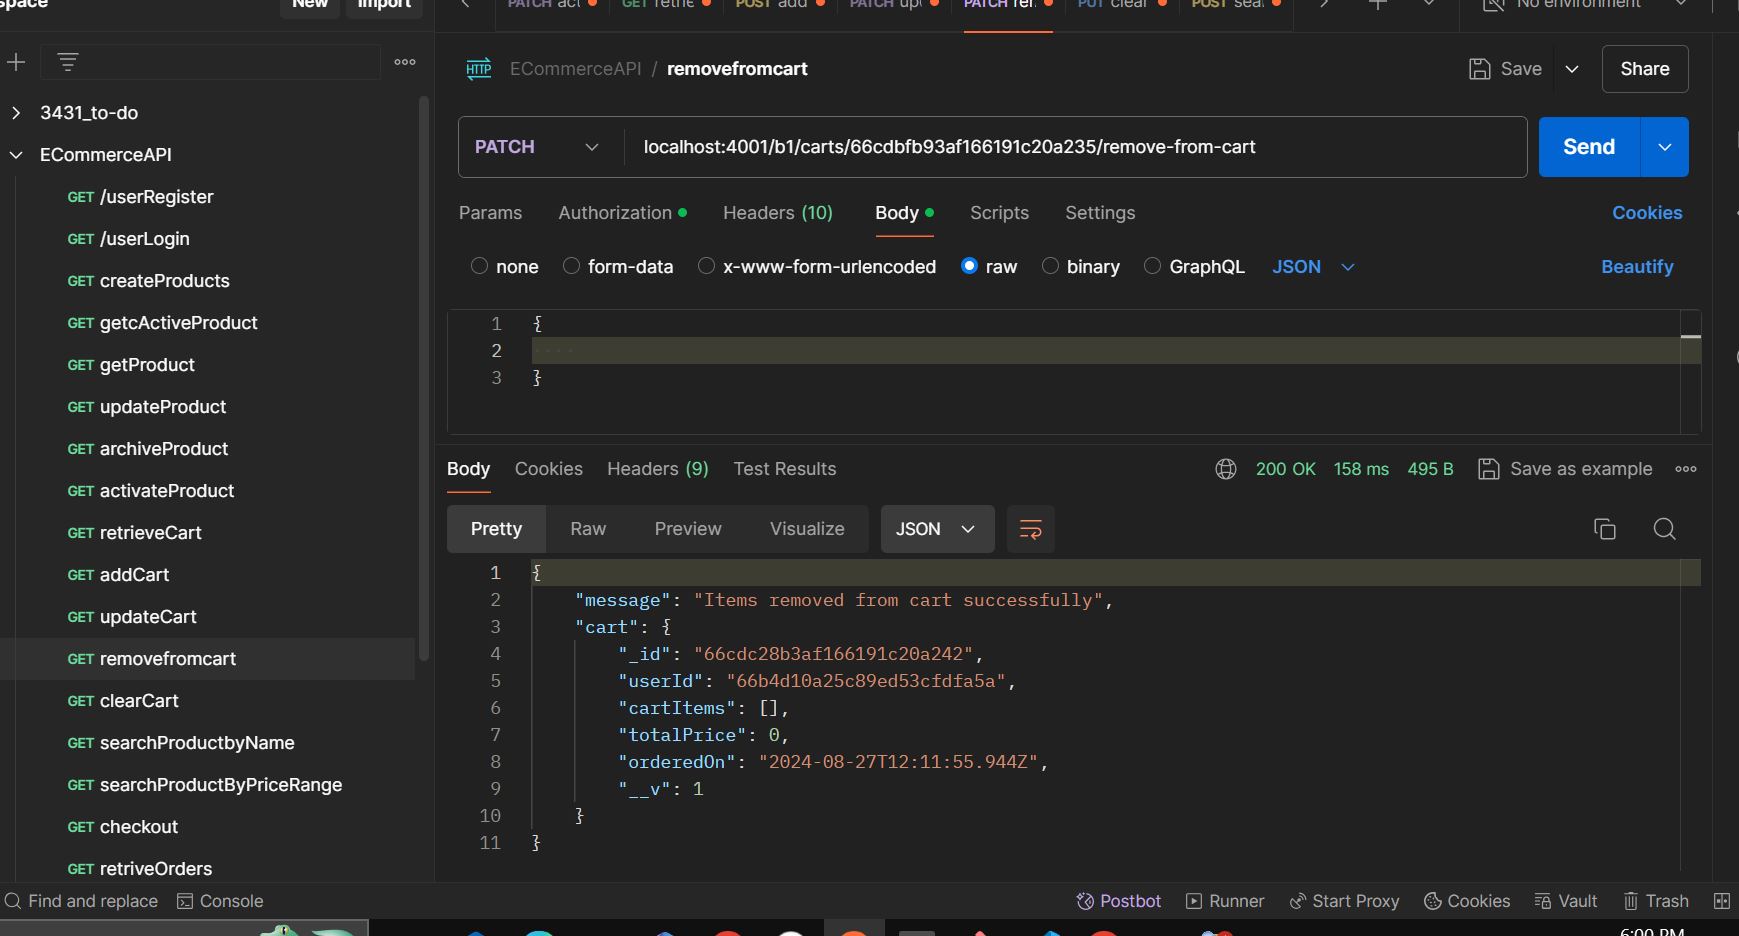 space New Import
PATCH act GET retrie POST add PATCH up PATCH rer PUT clear POST sea No environment
ECommerceAPI / removefromcart Save Share
3431_to-do
ECommerceAPI
GET /userRegister
GET /userLogin
GET createProducts
GET getcActiveProduct
GET getProduct
GET updateProduct
GET archiveProduct
GET activateProduct
GET retrieveCart
GET addCart
GET updateCart
GET removefromcart
GET clearCart
GET searchProductbyName
GET searchProductByPriceRange
GET checkout
GET retriveOrders
HTTP
PATCH localhost:4001/b1/carts/66cdbfb93af166191c20a235/remove-from-cart Send
Params Authorization Headers (10) Body Scripts Settings Cookies
none form-data x-www-form-urlencoded raw binary GraphQL JSON Beautify
1 {
2
3 }
Body Cookies Headers (9) Test Results 200 OK 158 ms 495 B Save as example
Pretty Raw Preview Visualize JSON
1 {
2 "message": "Items removed from cart successfully",
3 "cart": {
4 "_id": "66cdc28b3af166191c20a242",
5 "userId": "66b4d10a25c89ed53cfdfa5a",
6 "cartItems": [],
7 "totalPrice": 0,
8 "orderedOn": "2024-08-27T12:11:55.944Z",
9 "__v": 1
10 }
11 }
Find and replace Console Postbot Runner Start Proxy Cookies Vault Trash
6:00 PM